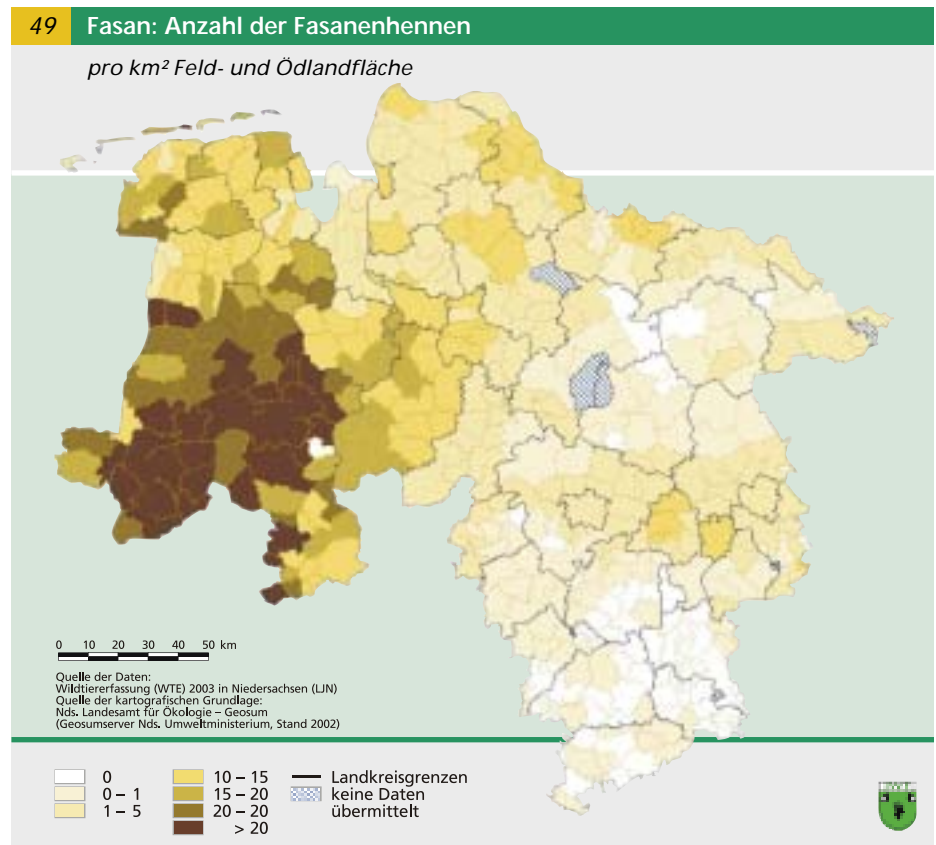 49 Fasan: Anzahl der Fasanenhennen
pro km² Feld- und Ödlandfläche
0 10 20 30 40 50 km
Quelle der Daten:
Wildtiererfassung (WTE) 2003 in Niedersachsen (LJN)
Quelle der kartografischen Grundlage:
Nds. Landesamt für Ökologie – Geosum
(Geosumserver Nds. Umweltministerium, Stand 2002)
0
0 – 1
1 – 5
10 – 15
15 – 20
20 – 20
> 20
Landkreisgrenzen
keine Daten
übermittelt